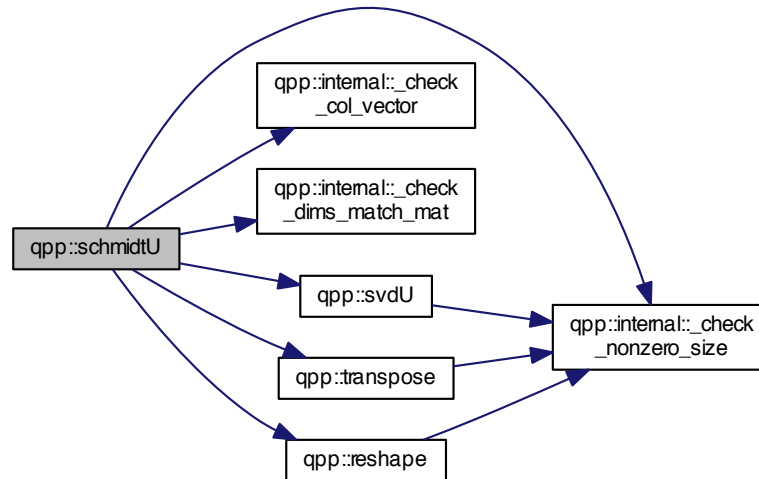 qpp::internal::_check
_col_vector
qpp::internal::_check
_dims_match_mat
qpp::schmidtU
qpp::svdU
qpp::internal::_check
_nonzero_size
qpp::transpose
qpp::reshape